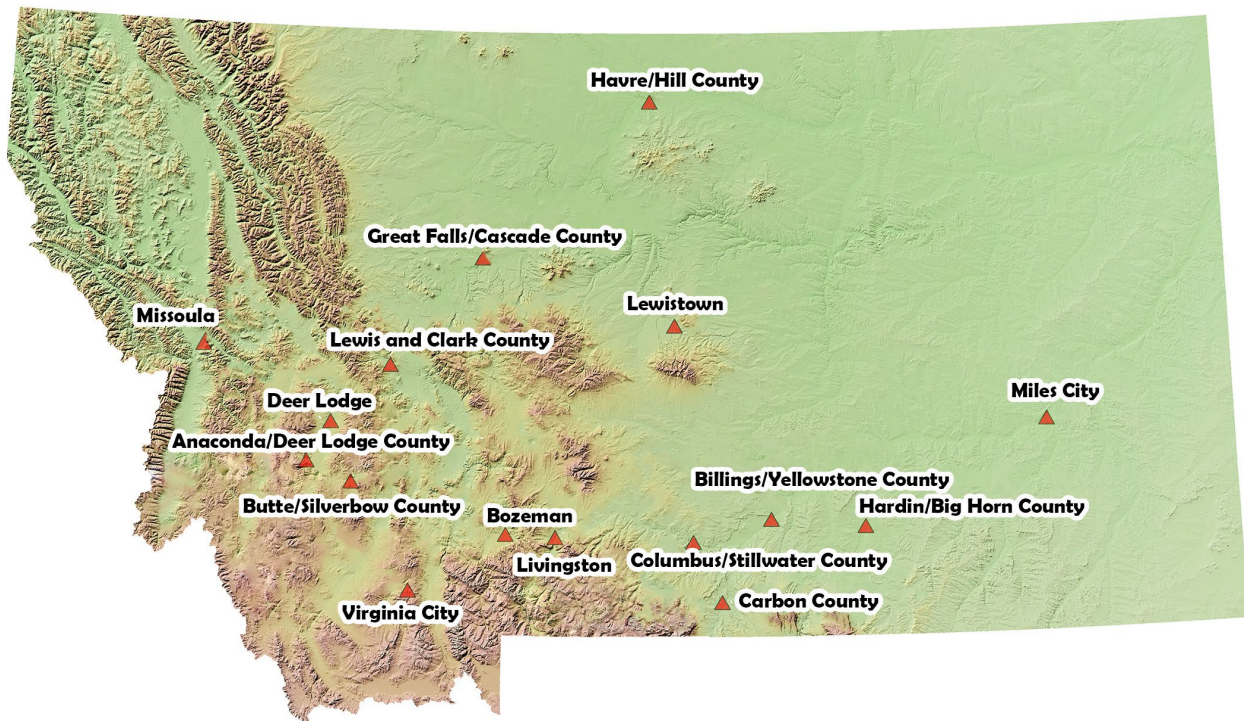 Havre/Hill County
Great Falls/Cascade County
Lewistown
Missoula
Lewis and Clark County
Miles City
Deer Lodge
Anaconda/Deer Lodge County
Billings/Yellowstone County
Butte/Silverbow County
Hardin/Big Horn County
Bozeman
Columbus/Stillwater County
Livingston
Carbon County
Virginia City